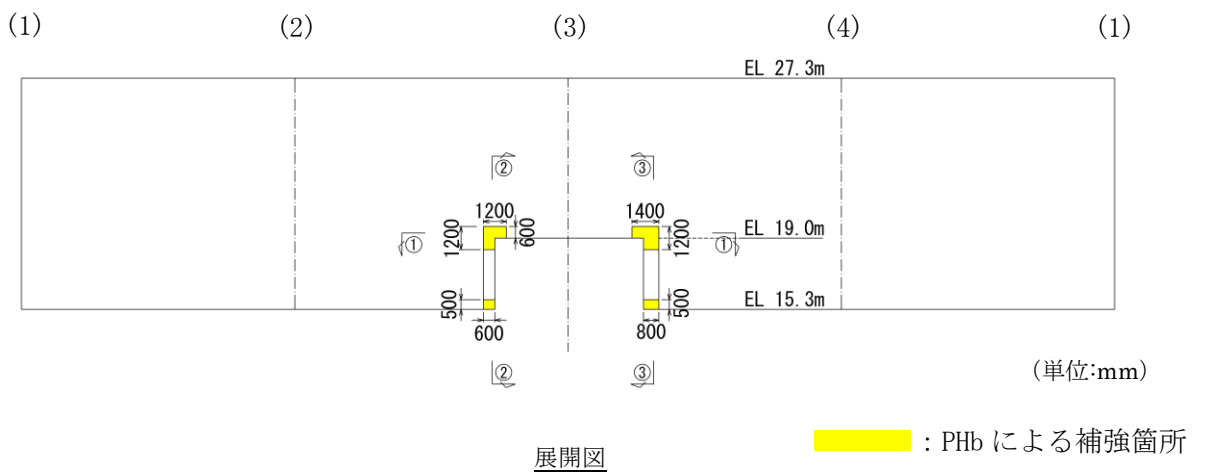 (1) (2) (3) (4) (1)
EL 27.3m
② ③
1200 1400
1200 600 1200
① EL 19.0m ①
500 EL 15.3m 500
600 800
② ③
(単位:mm)
:PHb による補強箇所
展開図